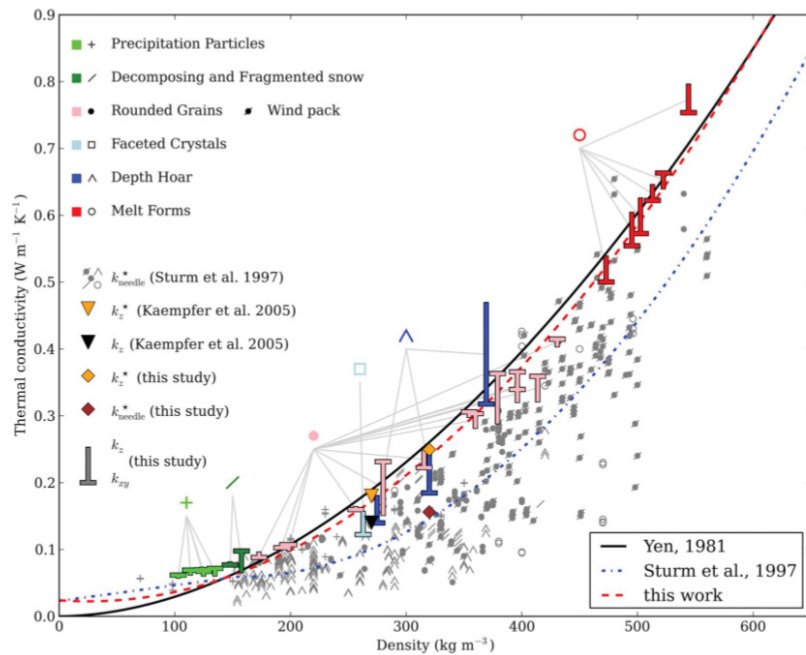 0.9
0.8
0.7
0.6
0.5
0.4
0.3
0.2
0.1
0.0
Thermal conductivity (W m⁻¹ K⁻¹)
Precipitation Particles
Decomposing and Fragmented snow
Rounded Grains Wind pack
Faceted Crystals
Depth Hoar
Melt Forms
k*needle (Sturm et al. 1997)
kz* (Kaempfer et al. 2005)
kz (Kaempfer et al. 2005)
kz* (this study)
k*needle (this study)
kz
(this study)
kxy
Yen, 1981
Sturm et al., 1997
this work
0 100 200 300 400 500 600
Density (kg m⁻³)